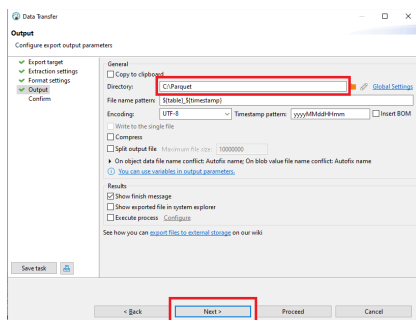 Data Transfer
Output
Configure export output parameters
Export target
Extraction settings
Format settings
Output
Confirm
General
Copy to clipboard
Directory: C:\Parquet Global Settings
File name pattern: ${table}_${timestamp}
Encoding: UTF-8 Timestamp pattern: yyyyMMddHHmm Insert BOM
Write to the single file
Compress
Split output file Maximum file size: 10000000
On object data file name conflict: Autofix name; On blob value file name conflict: Autofix name
You can use variables in output parameters.
Results
Show finish message
Show exported file in system explorer
Execute process Configure
See how you can export files to external storage on our wiki
Save task
< Back Next > Proceed Cancel